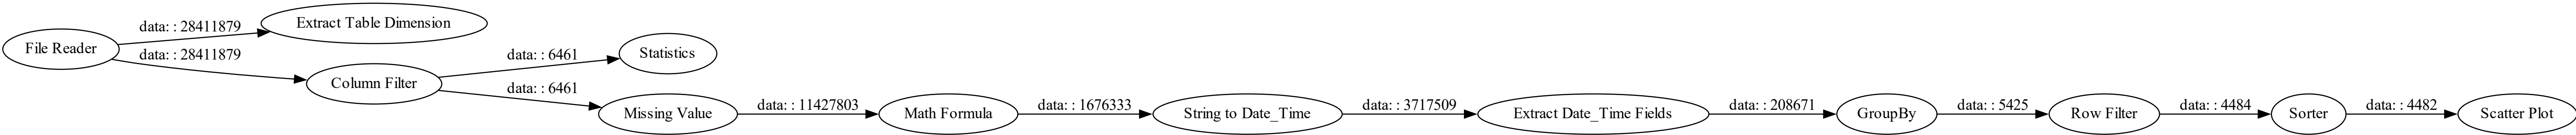 File Reader
data: : 28411879
Extract Table Dimension
data: : 28411879
Column Filter
data: : 6461
Statistics
data: : 6461
Missing Value
data: : 11427803
Math Formula
data: : 1676333
String to Date_Time
data: : 3717509
Extract Date_Time Fields
data: : 208671
GroupBy
data: : 5425
Row Filter
data: : 4484
Sorter
data: : 4482
Scatter Plot